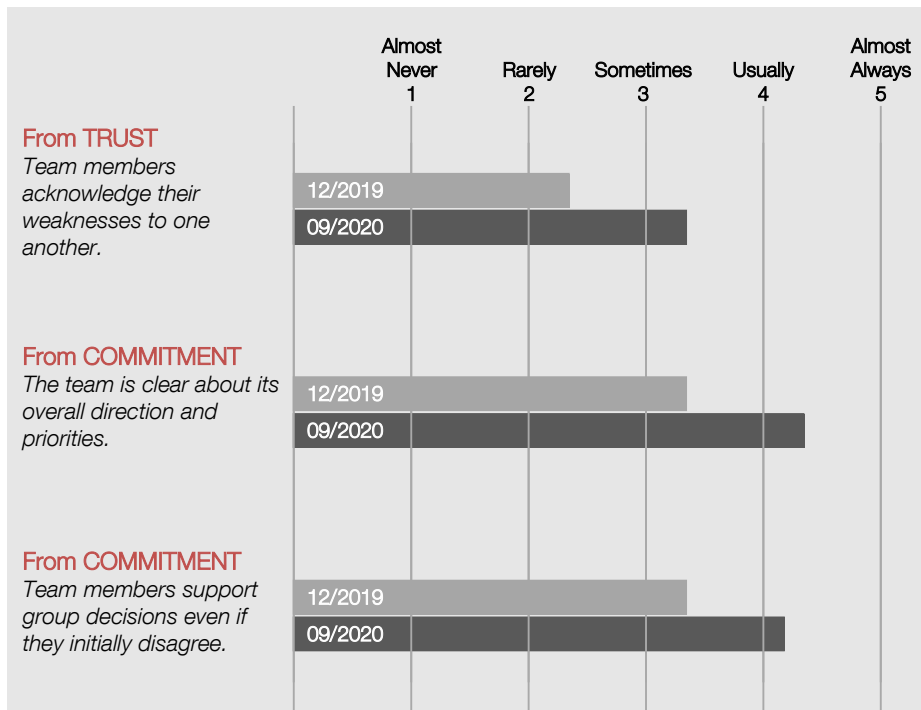 Almost
Never
1
Rarely
2
Sometimes
3
Usually
4
Almost
Always
5
From TRUST
Team members
acknowledge their
weaknesses to one
another.
12/2019
09/2020
From COMMITMENT
The team is clear about its
overall direction and
priorities.
12/2019
09/2020
From COMMITMENT
Team members support
group decisions even if
they initially disagree.
12/2019
09/2020